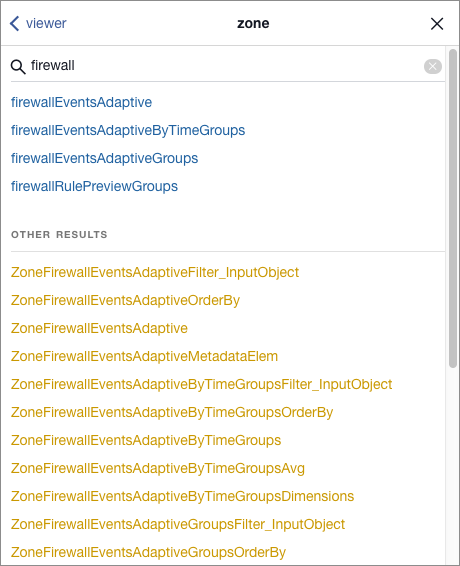 viewer
zone
firewall
firewallEventsAdaptive
firewallEventsAdaptiveByTimeGroups
firewallEventsAdaptiveGroups
firewallRulePreviewGroups
OTHER RESULTS
ZoneFirewallEventsAdaptiveFilter_InputObject
ZoneFirewallEventsAdaptiveOrderBy
ZoneFirewallEventsAdaptive
ZoneFirewallEventsAdaptiveMetadataElem
ZoneFirewallEventsAdaptiveByTimeGroupsFilter_InputObject
ZoneFirewallEventsAdaptiveByTimeGroupsOrderBy
ZoneFirewallEventsAdaptiveByTimeGroups
ZoneFirewallEventsAdaptiveByTimeGroupsAvg
ZoneFirewallEventsAdaptiveByTimeGroupsDimensions
ZoneFirewallEventsAdaptiveGroupsFilter_InputObject
ZoneFirewallEventsAdaptiveGroupsOrderBy